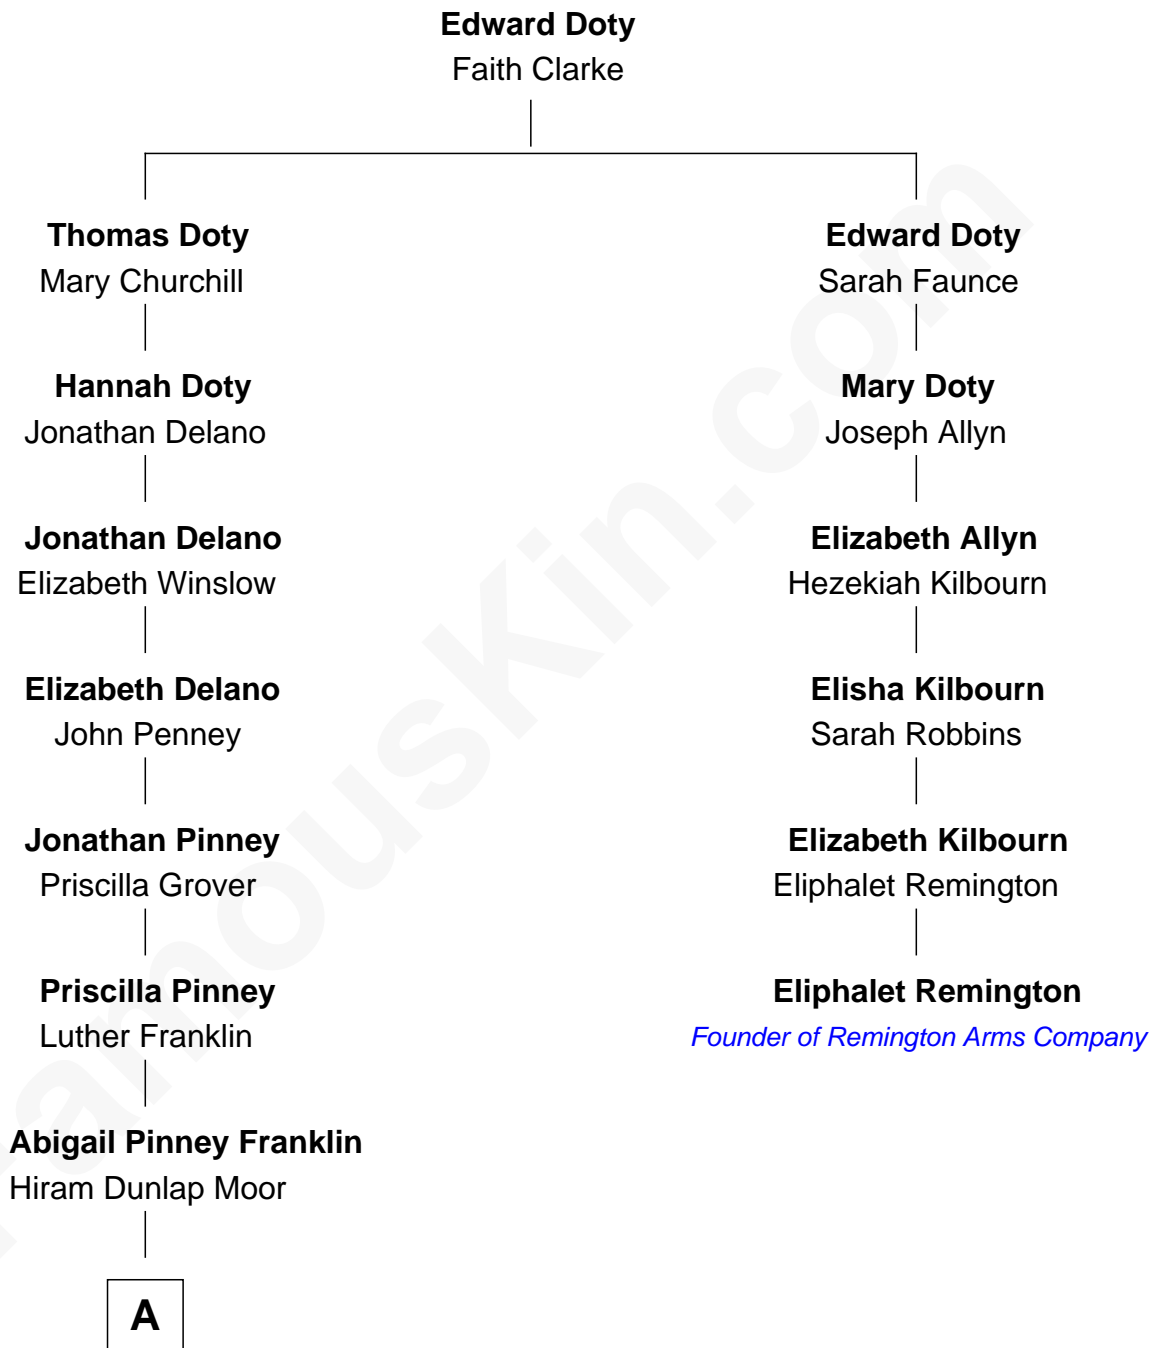 Edward Doty
Faith Clarke
Thomas Doty
Mary Churchill
Hannah Doty
Jonathan Delano
Jonathan Delano
Elizabeth Winslow
Elizabeth Delano
John Penney
Jonathan Pinney
Priscilla Grover
Priscilla Pinney
Luther Franklin
Abigail Pinney Franklin
Hiram Dunlap Moor
A
Edward Doty
Sarah Faunce
Mary Doty
Joseph Allyn
Elizabeth Allyn
Hezekiah Kilbourn
Elisha Kilbourn
Sarah Robbins
Elizabeth Kilbourn
Eliphalet Remington
Eliphalet Remington
Founder of Remington Arms Company
FamousKin.com